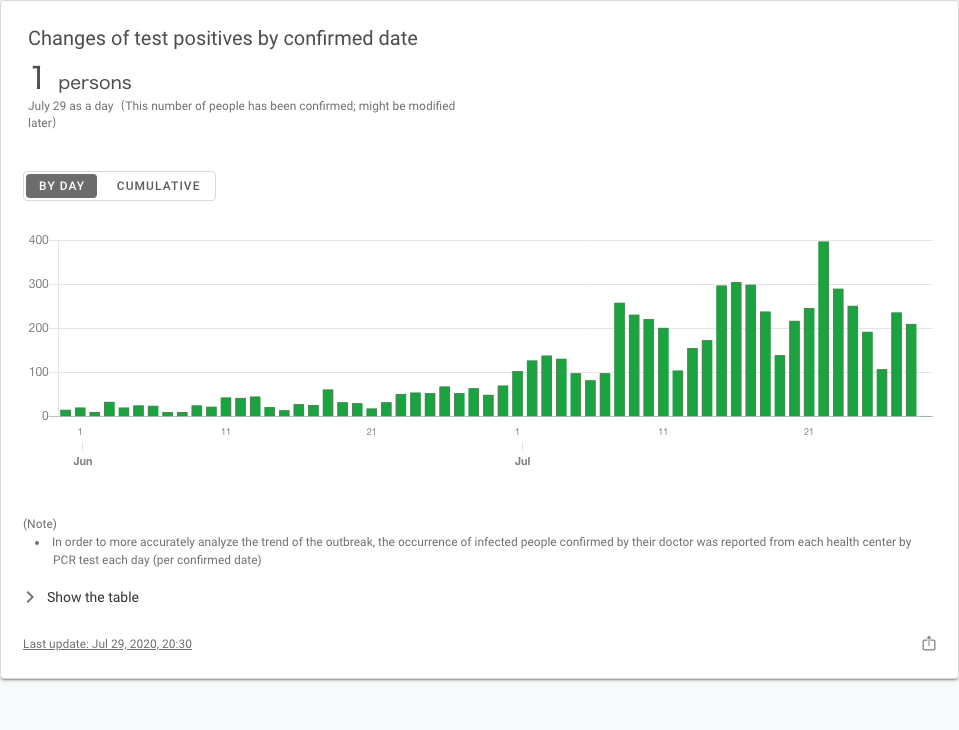 Changes of test positives by confirmed date
1 persons
July 29 as a day（This number of people has been confirmed; might be modified
later）
BY DAY CUMULATIVE
400
300
200
100
0
1 11 21 1 11 21
Jun Jul
(Note)
• In order to more accurately analyze the trend of the outbreak, the occurrence of infected people confirmed by their doctor was reported from each health center by
PCR test each day (per confirmed date)
Show the table
Last update: Jul 29, 2020, 20:30